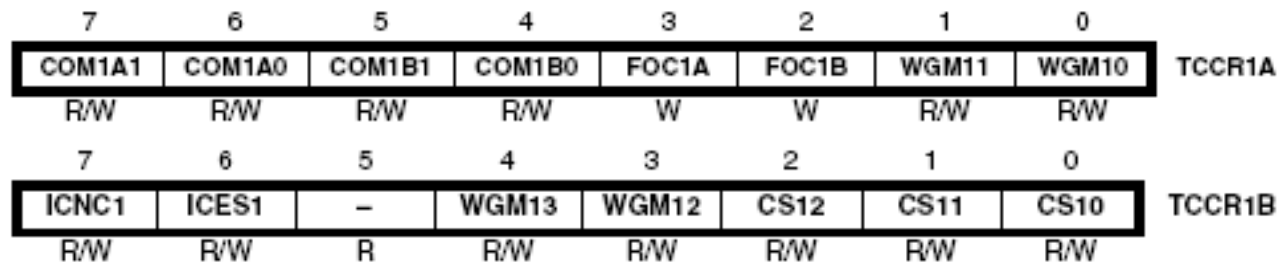 7 6 5 4 3 2 1 0
COM1A1 COM1A0 COM1B1 COM1B0 FOC1A FOC1B WGM11 WGM10 TCCR1A
R/W R/W R/W R/W W W R/W R/W
7 6 5 4 3 2 1 0
ICNC1 ICES1 – WGM13 WGM12 CS12 CS11 CS10 TCCR1B
R/W R/W R R/W R/W R/W R/W R/W